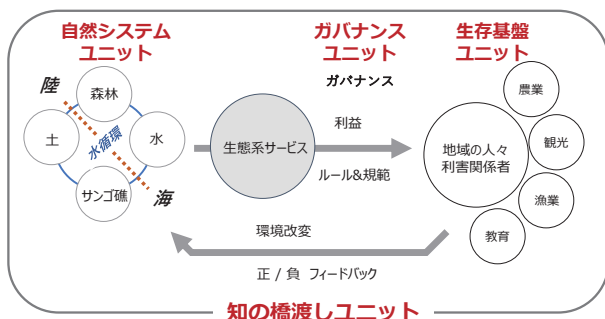 自然システム
ユニット
ガバナンス
ユニット
生存基盤
ユニット
ガバナンス
陸
森林
土
水循環
水
サンゴ礁
海
生態系サービス
利益
ルール&規範
地域の人々
利害関係者
農業
観光
漁業
教育
環境改変
正 / 負 フィードバック
知の橋渡しユニット